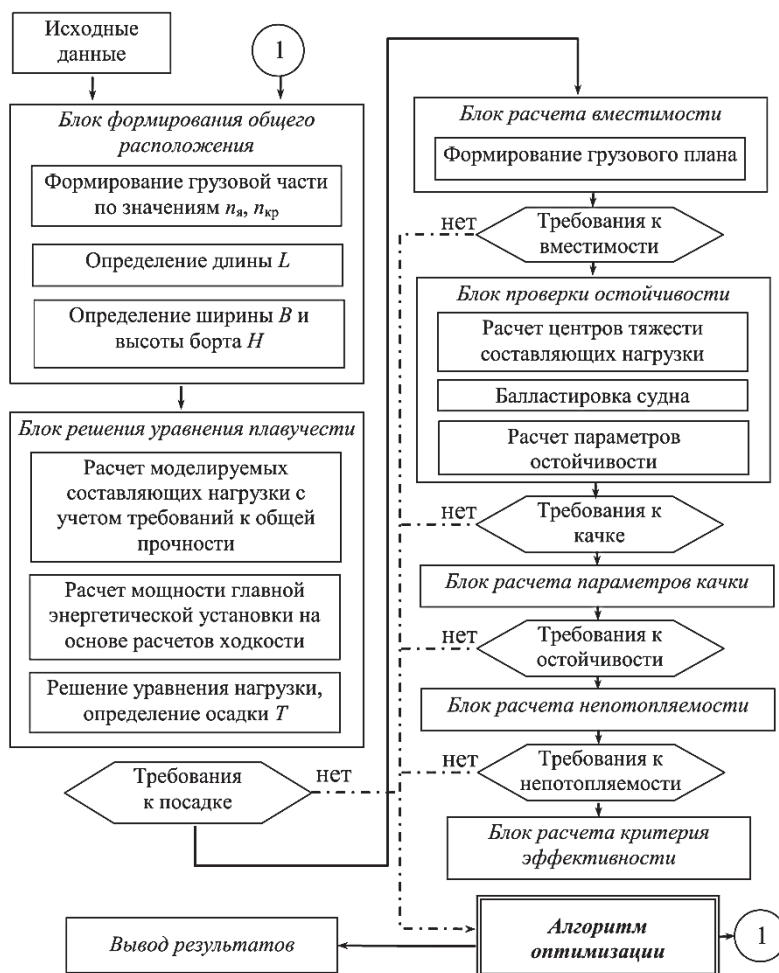 Исходные
данные
1
Блок формирования общего
расположения
Формирование грузовой части
по значениям nя, nкр
Определение длины L
Определение ширины B и
высоты борта H
Блок решения уравнения плавучести
Расчет моделируемых
составляющих нагрузки с
учетом требований к общей
прочности
Расчет мощности главной
энергетической установки на
основе расчетов ходкости
Решение уравнения нагрузки,
определение осадки T
Требования
к посадке
нет
Блок расчета вместимости
Формирование грузового плана
нет
Требования к
вместимости
Блок проверки остойчивости
Расчет центров тяжести
составляющих нагрузки
Балластировка судна
Расчет параметров
остойчивости
нет
Требования к
качке
Блок расчета параметров качки
нет
Требования к
остойчивости
Блок расчета непотопляемости
нет
Требования к
непотопляемости
Блок расчета критерия
эффективности
Алгоритм
оптимизации
1
Вывод результатов